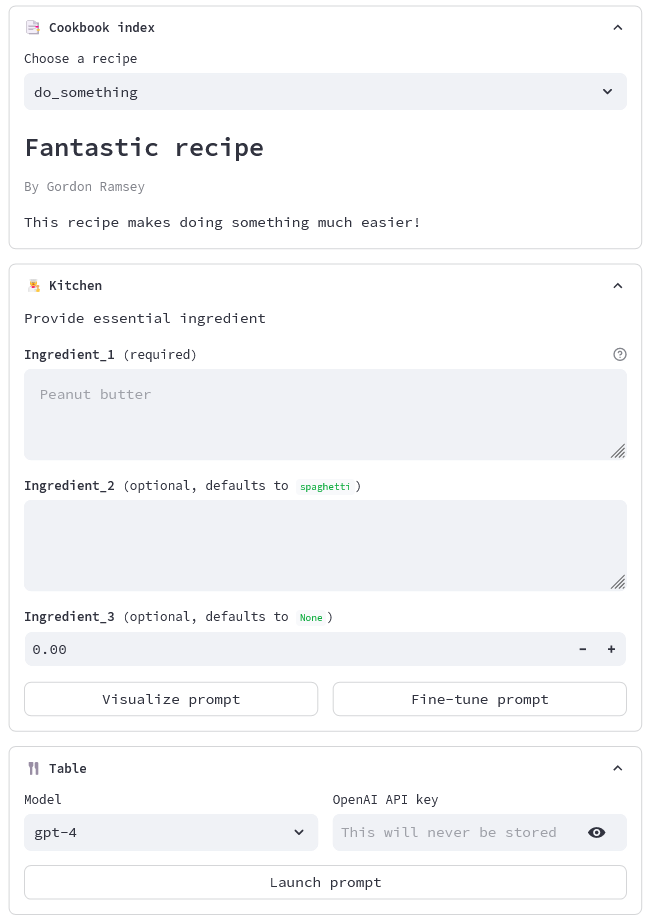 Cookbook index
Choose a recipe
do_something
Fantastic recipe
By Gordon Ramsey
This recipe makes doing something much easier!
Kitchen
Provide essential ingredient
Ingredient_1 (required)
Peanut butter
Ingredient_2 (optional, defaults to spaghetti)
Ingredient_3 (optional, defaults to None)
0.00 - +
Visualize prompt Fine-tune prompt
Table
Model OpenAI API key
gpt-4 This will never be stored
Launch prompt